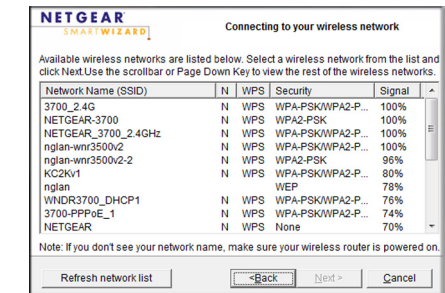 NETGEAR
SMARTWIZARD
Connecting to your wireless network
Available wireless networks are listed below. Select a wireless network from the list and
click Next.Use the scrollbar or Page Down Key to view the rest of the wireless networks.
Network Name (SSID) N WPS Security Signal
3700_2.4G N WPS WPA-PSK/WPA2-P... 100%
NETGEAR-3700 N WPS WPA2-PSK 100%
NETGEAR_3700_2.4GHz N WPS WPA-PSK/WPA2-P... 100%
nglan-wnr3500v2 N WPS WPA-PSK/WPA2-P... 100%
nglan-wnr3500v2-2 N WPS WPA2-PSK 96%
KC2Kv1 N WPS WPA-PSK/WPA2-P... 80%
nglan WEP 78%
WNDR3700_DHCP1 N WPS WPA-PSK/WPA2-P... 76%
3700-PPPoE_1 N WPS WPA-PSK/WPA2-P... 74%
NETGEAR N WPS None 70%
Note: If you don't see your network name, make sure your wireless router is powered on.
Refresh network list <Back Next > Cancel